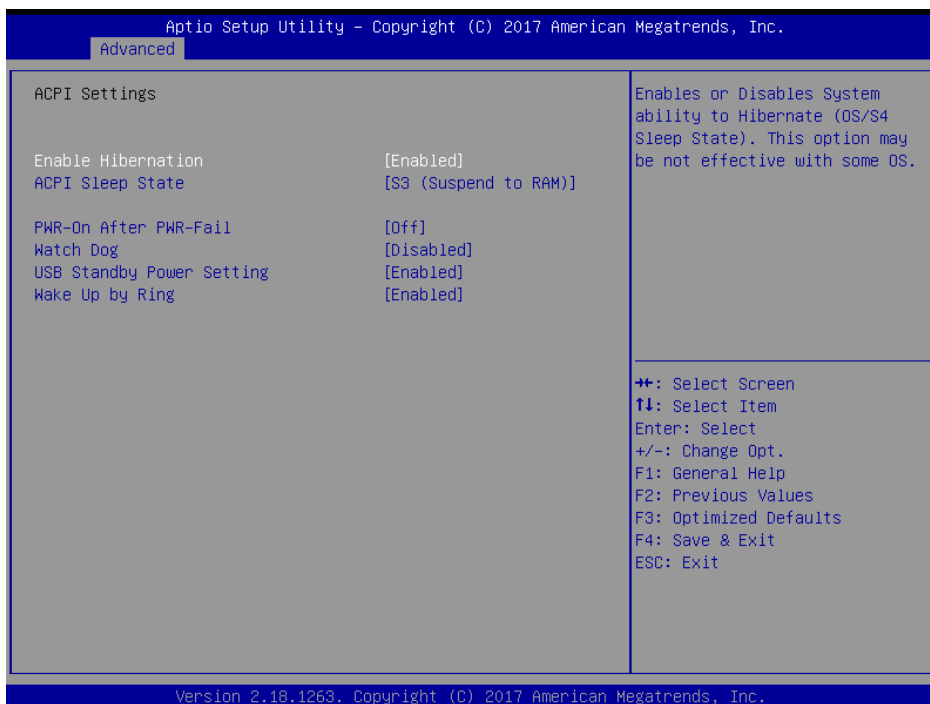 Aptio Setup Utility – Copyright (C) 2017 American Megatrends, Inc.
Advanced
ACPI Settings
Enable Hibernation [Enabled]
ACPI Sleep State [S3 (Suspend to RAM)]
PWR-On After PWR-Fail [Off]
Watch Dog [Disabled]
USB Standby Power Setting [Enabled]
Wake Up by Ring [Enabled]
Enables or Disables System
ability to Hibernate (OS/S4
Sleep State). This option may
be not effective with some OS.
→←: Select Screen
↑↓: Select Item
Enter: Select
+/-: Change Opt.
F1: General Help
F2: Previous Values
F3: Optimized Defaults
F4: Save & Exit
ESC: Exit
Version 2.18.1263. Copyright (C) 2017 American Megatrends, Inc.